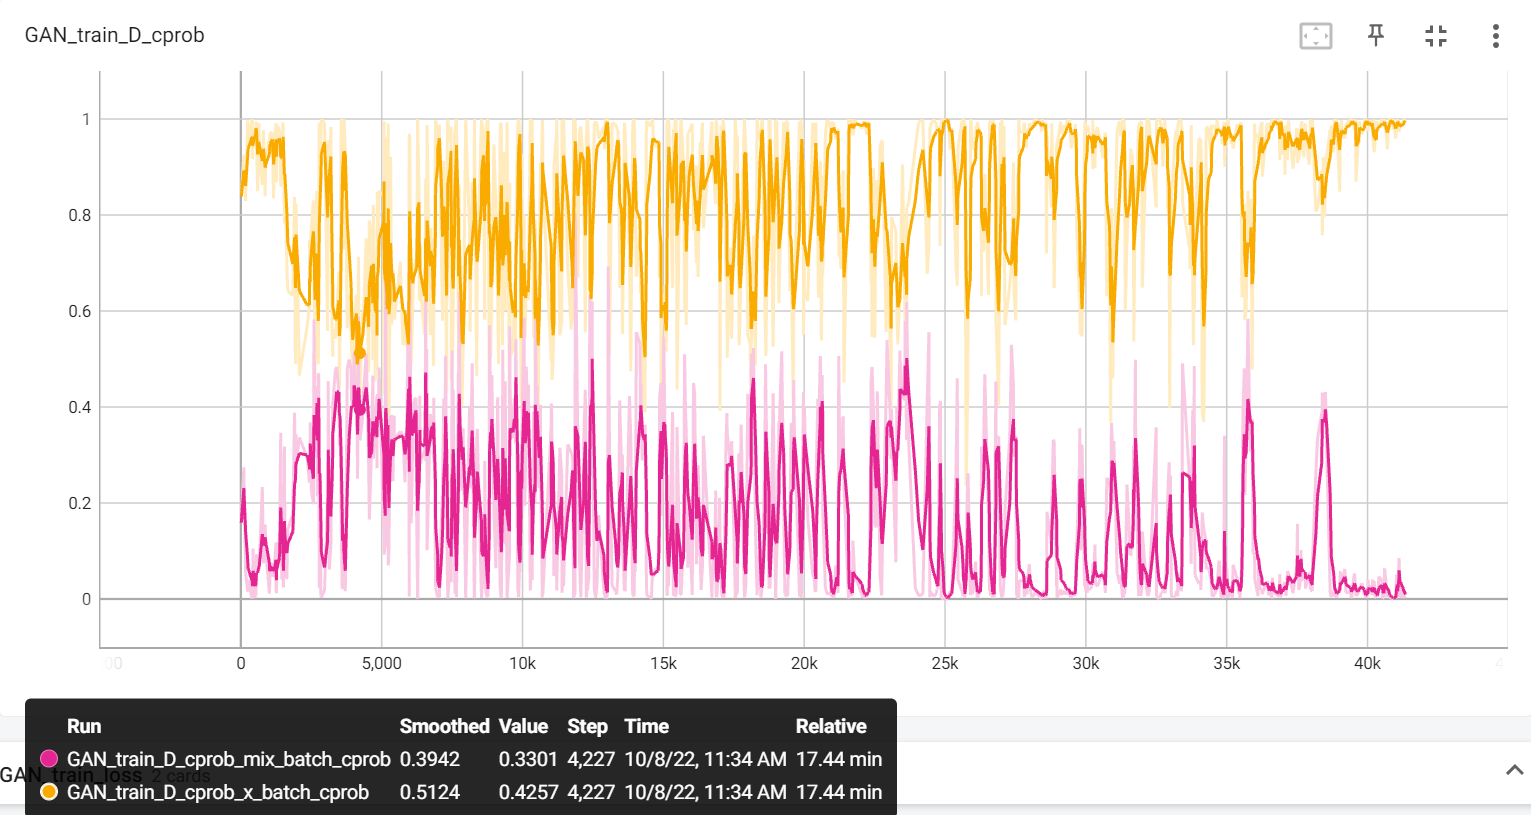 GAN_train_D_cprob
1
0.8
0.6
0.4
0.2
0
00 0 5,000 10k 15k 20k 25k 30k 35k 40k 4
Run Smoothed Value Step Time Relative
GAN_train_D_cprob_mix_batch_cprob 0.3942 0.3301 4,227 10/8/22, 11:34 AM 17.44 min
GAN_train_loss 2 cards
GAN_train_D_cprob_x_batch_cprob 0.5124 0.4257 4,227 10/8/22, 11:34 AM 17.44 min